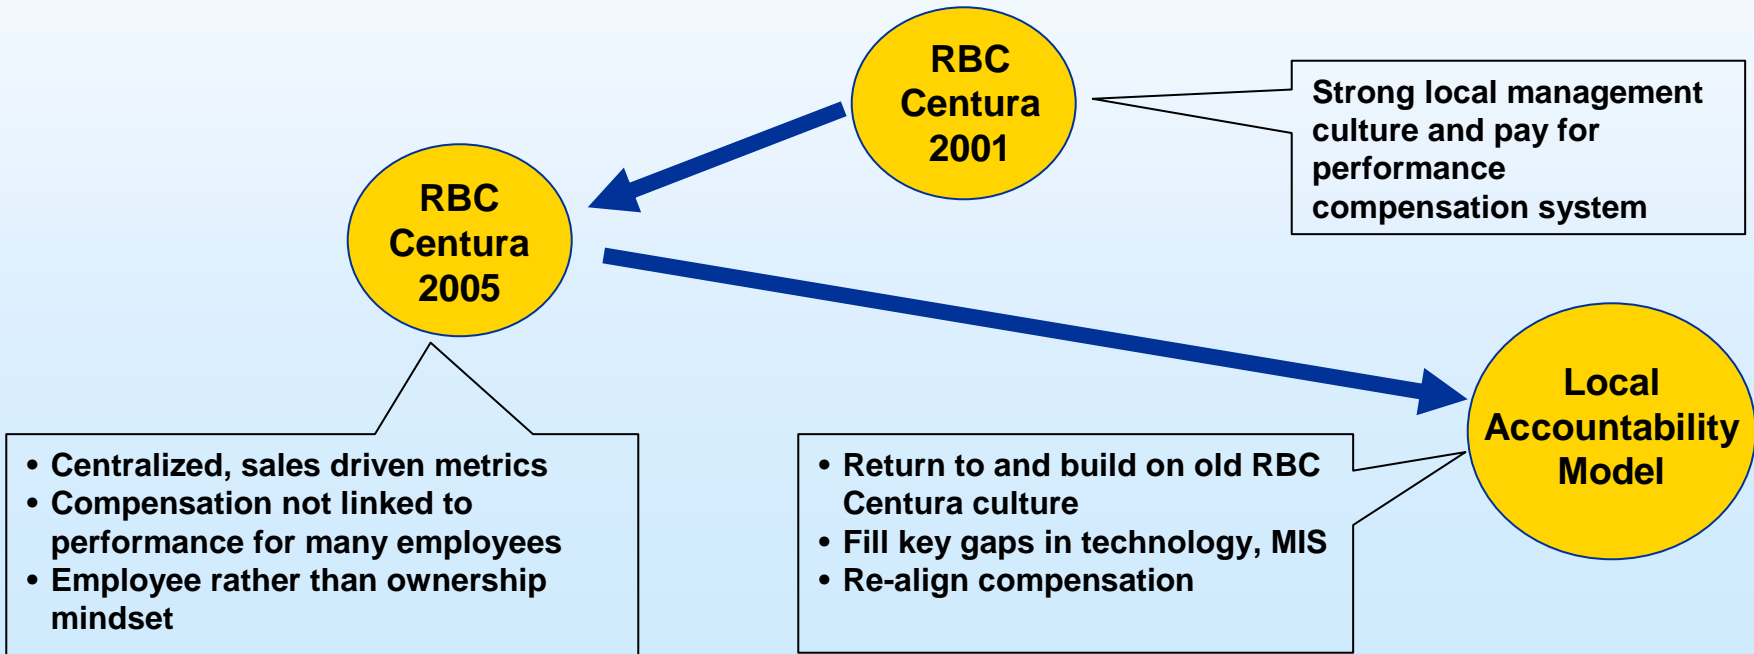 RBC
Centura
2001
Strong local management
culture and pay for
performance
compensation system
RBC
Centura
2005
Local
Accountability
Model
• Centralized, sales driven metrics
• Compensation not linked to
performance for many employees
• Employee rather than ownership
mindset
• Return to and build on old RBC
Centura culture
• Fill key gaps in technology, MIS
• Re-align compensation